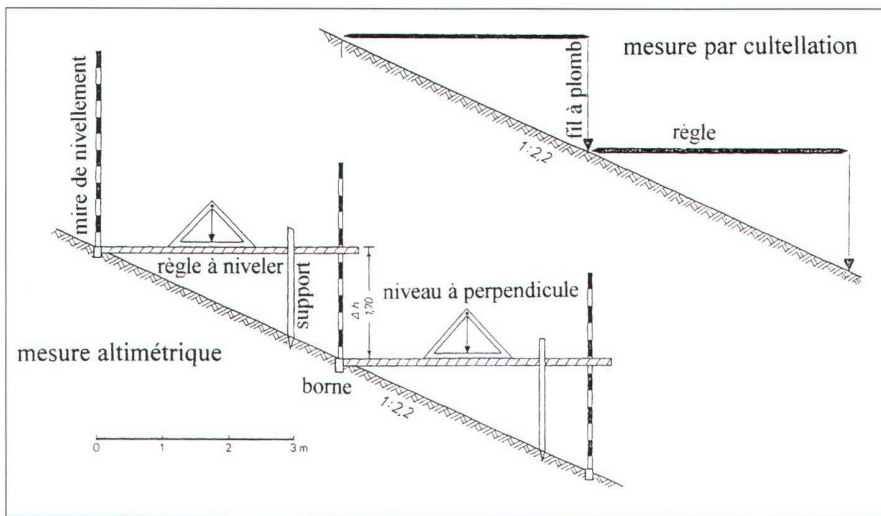 mesure par cultellation
fil à plomb
règle
1:2,2
mire de nivellement
règle à niveler
support
Δ h
1,70
niveau à perpendicule
mesure altimétrique
borne
1:2,2
0 1 2 3 m